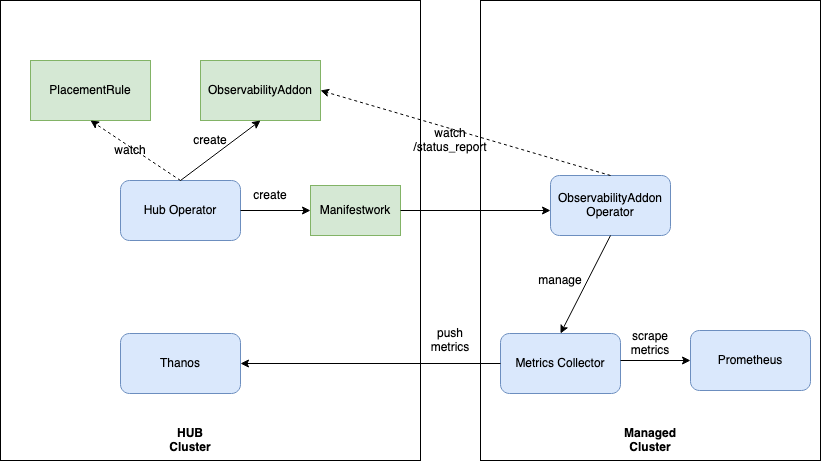 PlacementRule
ObservabilityAddon
watch
create
watch
/status_report
Hub Operator
create
Manifestwork
ObservabilityAddon
Operator
manage
Thanos
push
metrics
Metrics Collector
scrape
metrics
Prometheus
HUB
Cluster
Managed
Cluster